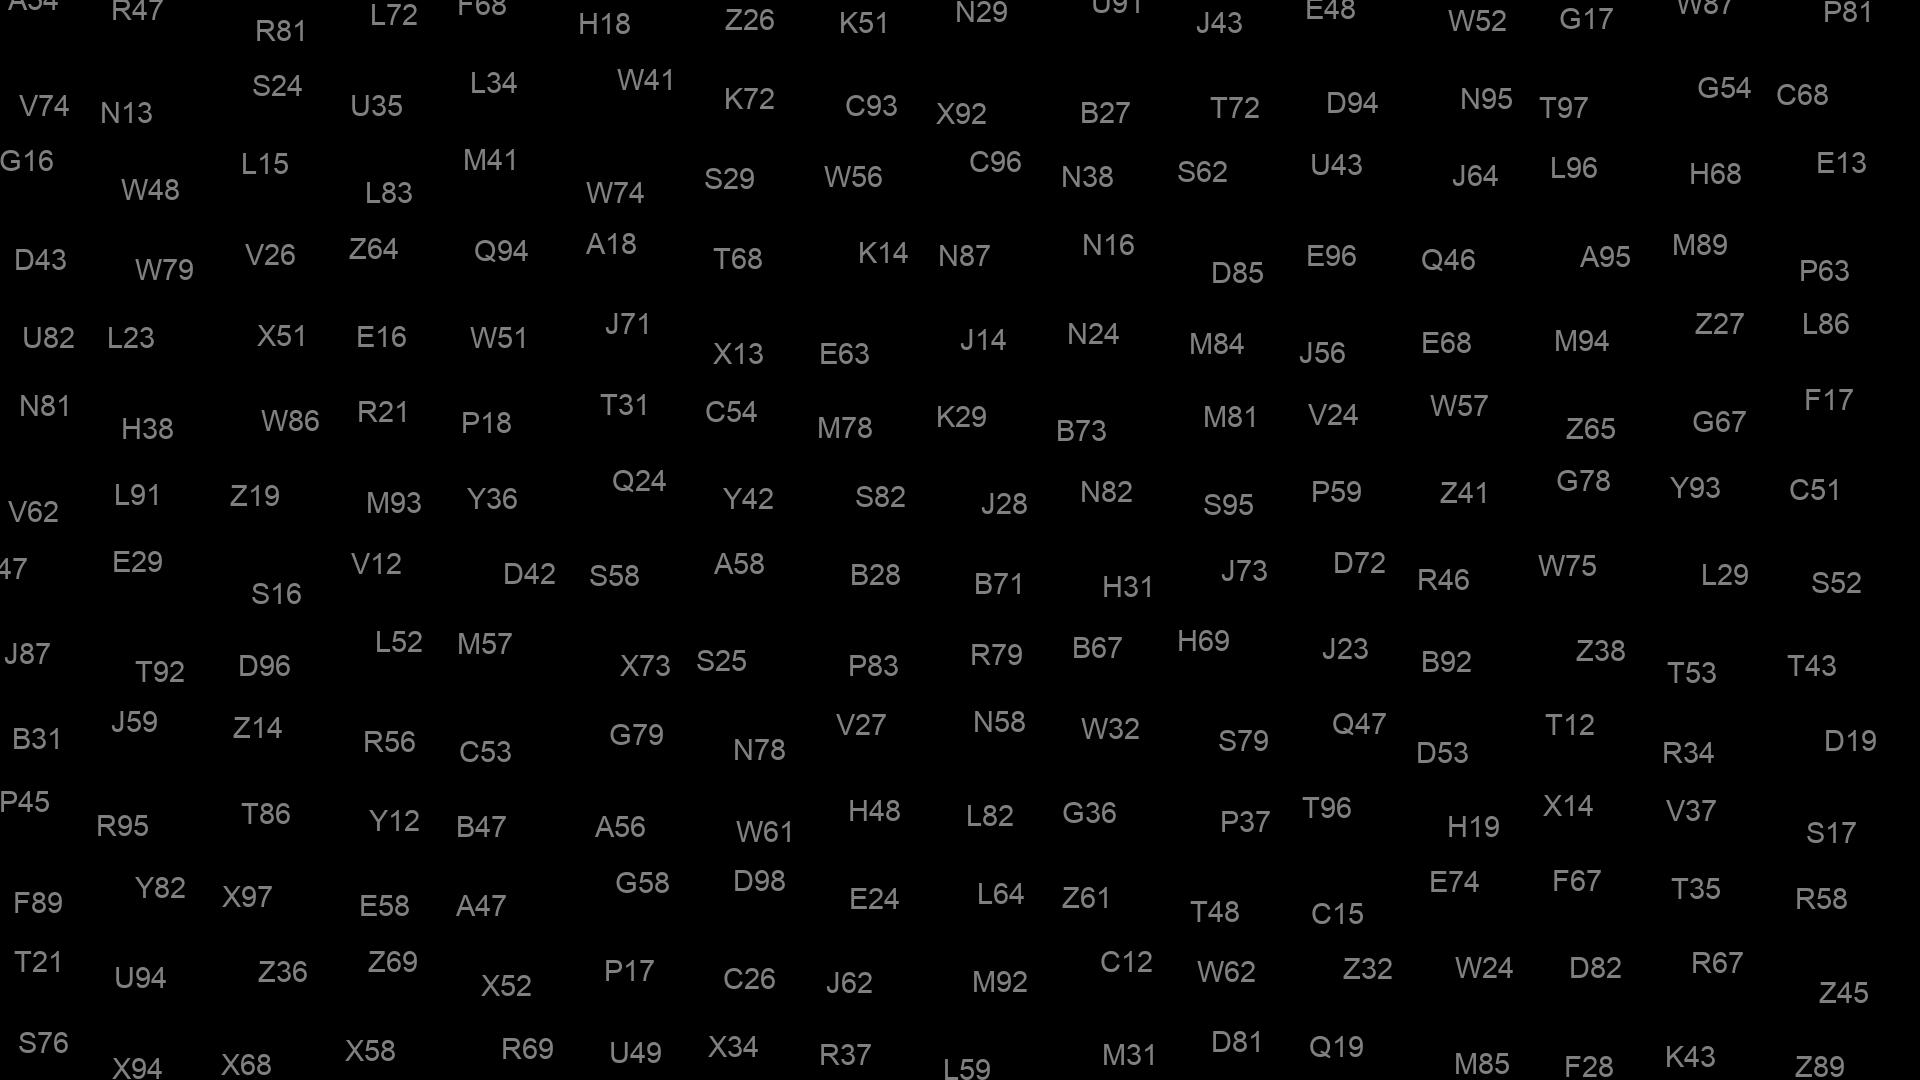 A54 R47 R81 L72 F68 H18 Z26 K51 N29 U91 J43 E48 W52 G17 W87 P81
V74 N13 S24 U35 L34 W41 K72 C93 X92 B27 T72 D94 N95 T97 G54 C68
G16 W48 L15 L83 M41 W74 S29 W56 C96 N38 S62 U43 J64 L96 H68 E13
D43 W79 V26 Z64 Q94 A18 T68 K14 N87 N16 D85 E96 Q46 A95 M89 P63
U82 L23 X51 E16 W51 J71 X13 E63 J14 N24 M84 J56 E68 M94 Z27 L86
N81 H38 W86 R21 P18 T31 C54 M78 K29 B73 M81 V24 W57 Z65 G67 F17
V62 L91 Z19 M93 Y36 Q24 Y42 S82 J28 N82 S95 P59 Z41 G78 Y93 C51
47 E29 S16 V12 D42 S58 A58 B28 B71 H31 J73 D72 R46 W75 L29 S52
J87 T92 D96 L52 M57 X73 S25 P83 R79 B67 H69 J23 B92 Z38 T53 T43
B31 J59 Z14 R56 C53 G79 N78 V27 N58 W32 S79 Q47 D53 T12 R34 D19
P45 R95 T86 Y12 B47 A56 W61 H48 L82 G36 P37 T96 H19 X14 V37 S17
F89 Y82 X97 E58 A47 G58 D98 E24 L64 Z61 T48 C15 E74 F67 T35 R58
T21 U94 Z36 Z69 X52 P17 C26 J62 M92 C12 W62 Z32 W24 D82 R67 Z45
S76 X94 X68 X58 R69 U49 X34 R37 L59 M31 D81 Q19 M85 F28 K43 Z89